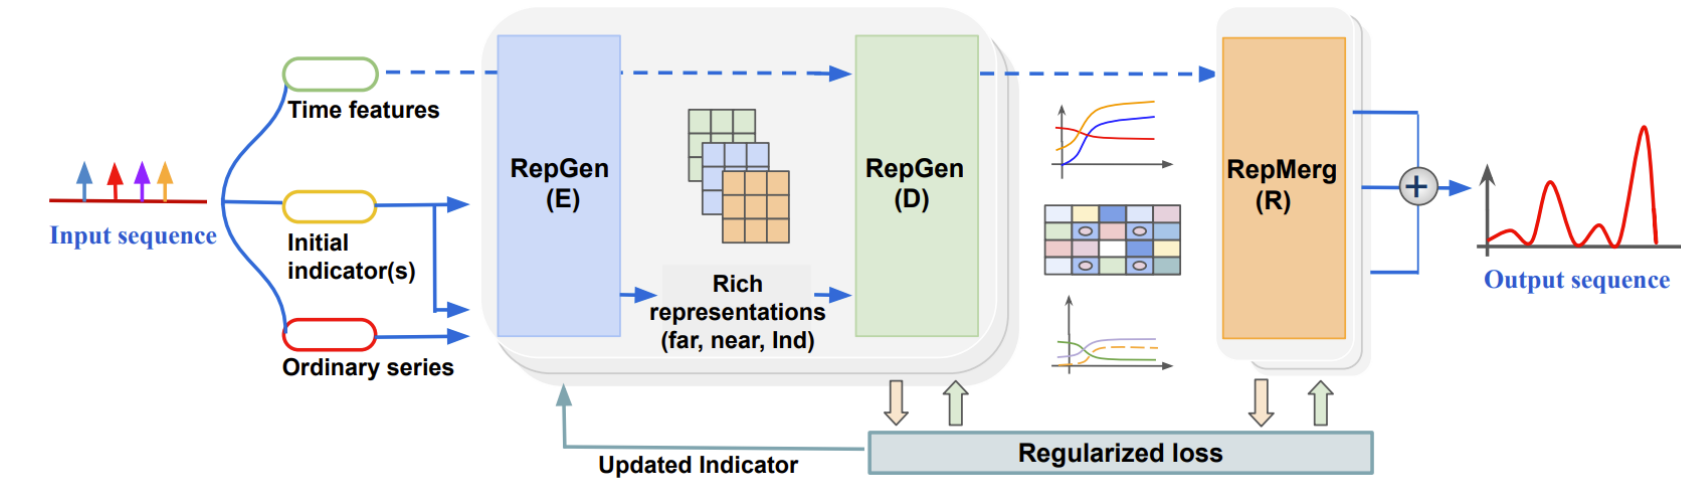 Time features
Input sequence
Initial
indicator(s)
Ordinary series
RepGen
(E)
Rich
representations
(far, near, Ind)
RepGen
(D)
RepMerg
(R)
+
Output sequence
Updated Indicator
Regularized loss